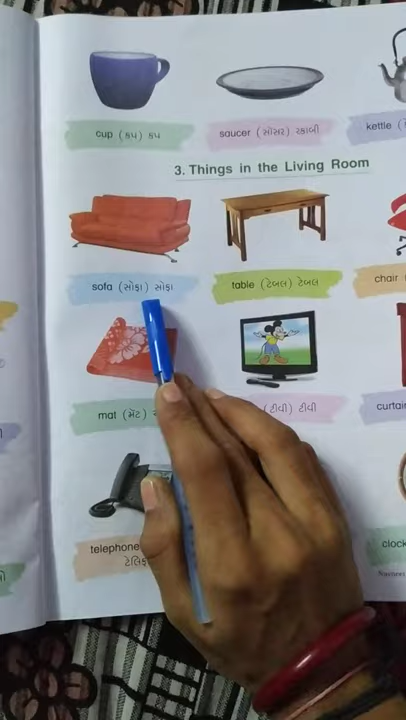 cup (કપ) કપ
saucer (સૉસર) રકાબી
kettle
3. Things in the Living Room
sofa (સોફા) સોફા
table (ટેબલ) ટેબલ
chair
mat (મેટ)
(ટીવી) ટીવી
telephone
clock